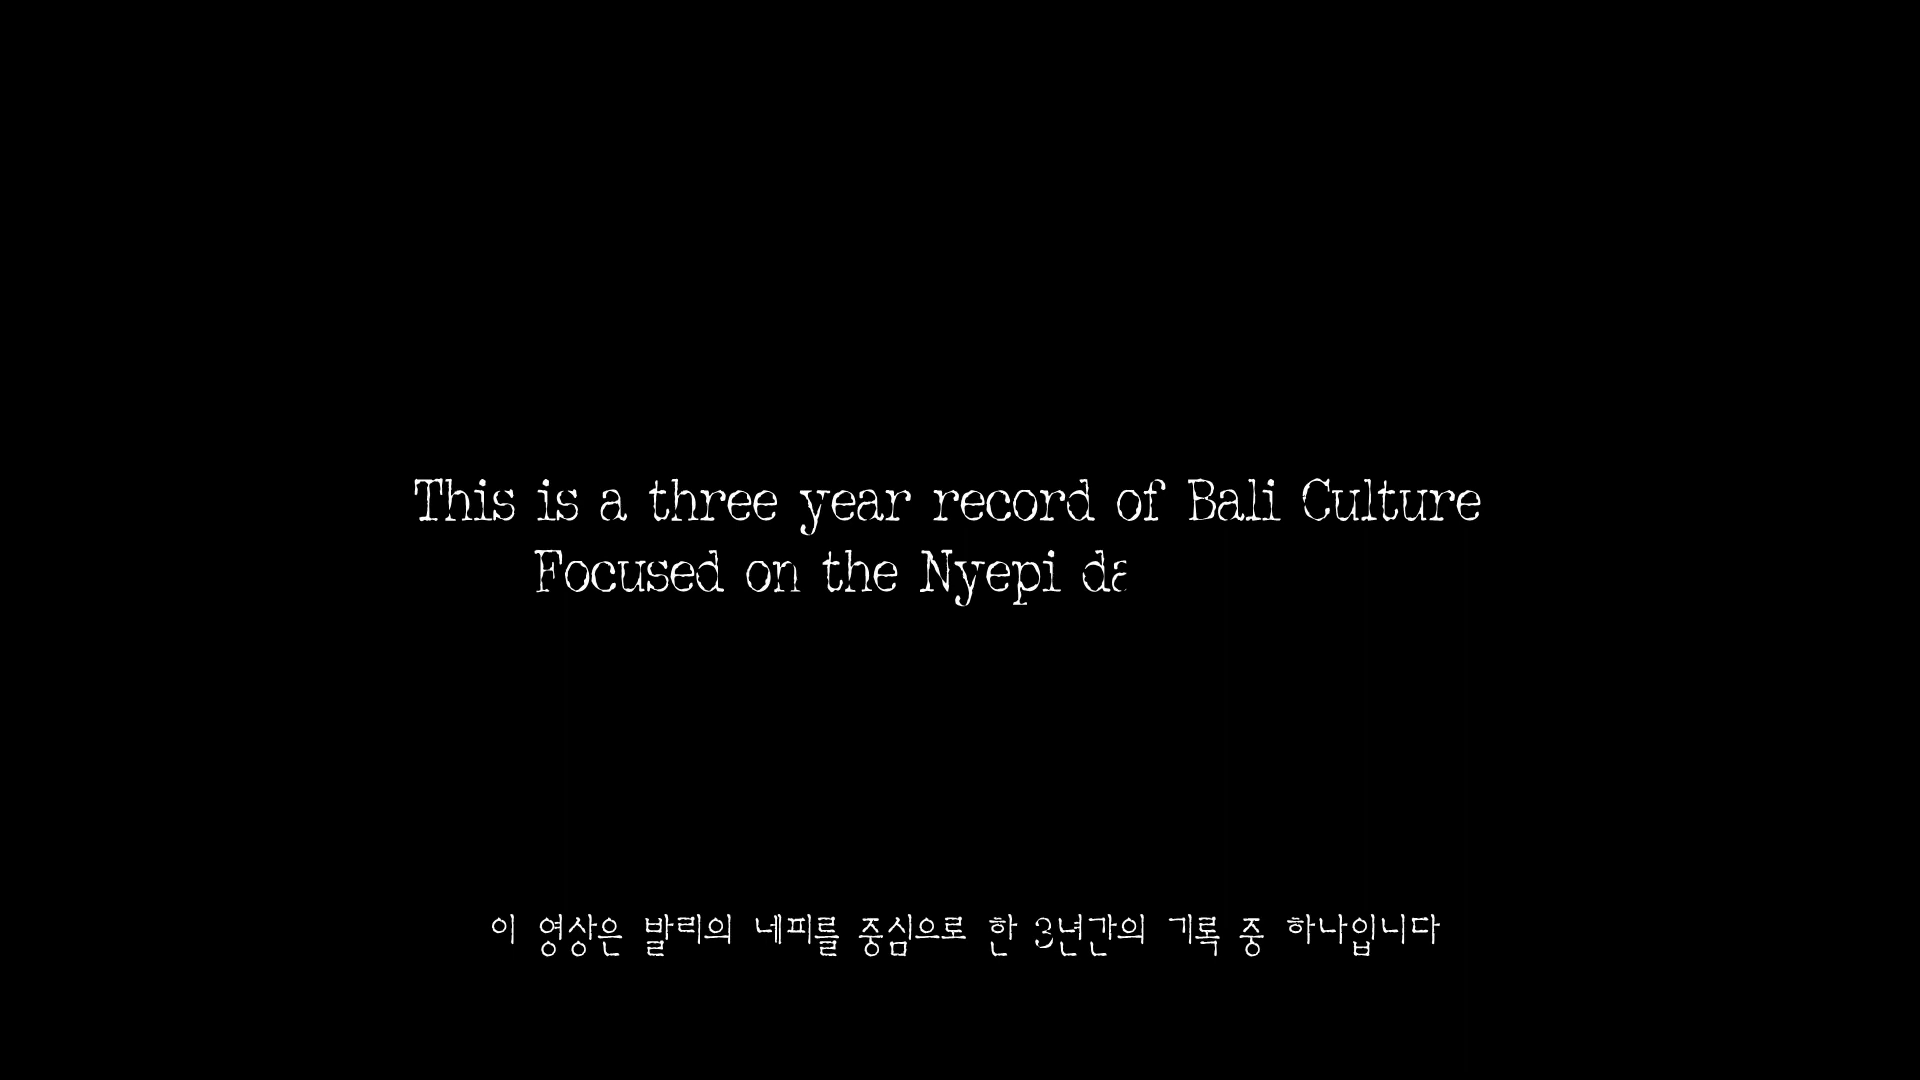 This is a three year record of Bali Culture
Focused on the Nyepi da
이 영상은 발리의 네피를 중심으로 한 3년간의 기록 중 하나입니다